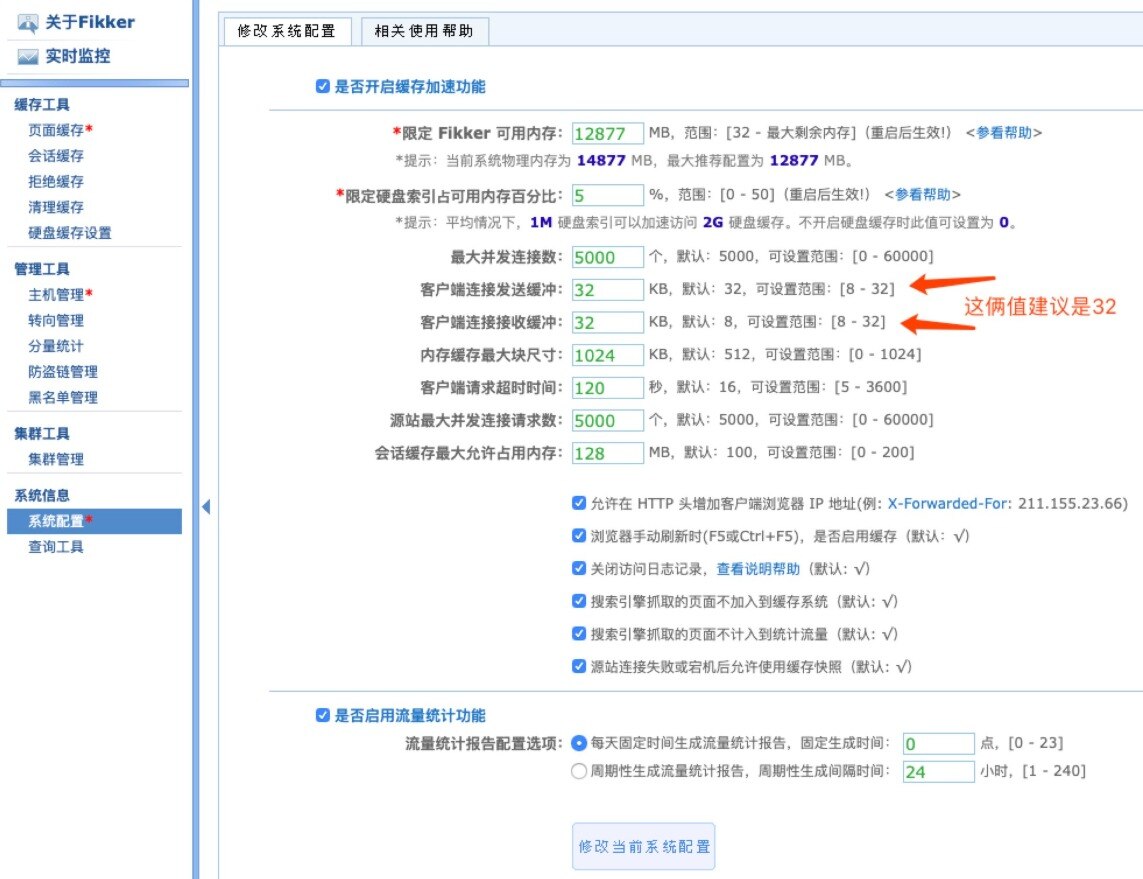 关于Fikker
实时监控
缓存工具
页面缓存*
会话缓存
拒绝缓存
清理缓存
硬盘缓存设置
管理工具
主机管理*
转向管理
分量统计
防盗链管理
黑名单管理
集群工具
集群管理
系统信息
系统配置*
查询工具
修改系统配置
相关使用帮助
是否开启缓存加速功能
*限定 Fikker 可用内存: 12877 MB, 范围: [32 - 最大剩余内存] (重启后生效!) <参看帮助>
*提示: 当前系统物理内存为 14877 MB, 最大推荐配置为 12877 MB。
*限定硬盘索引占可用内存百分比: 5 %, 范围: [0 - 50] (重启后生效!) <参看帮助>
*提示: 平均情况下, 1M 硬盘索引可以加速访问 2G 硬盘缓存。不开启硬盘缓存时此值可设置为 0。
最大并发连接数: 5000 个, 默认: 5000, 可设置范围: [0 - 60000]
客户端连接发送缓冲: 32 KB, 默认: 32, 可设置范围: [8 - 32]
这俩值建议是32
客户端连接接收缓冲: 32 KB, 默认: 8, 可设置范围: [8 - 32]
内存缓存最大块尺寸: 1024 KB, 默认: 512, 可设置范围: [0 - 1024]
客户端请求超时时间: 120 秒, 默认: 16, 可设置范围: [5 - 3600]
源站最大并发连接请求数: 5000 个, 默认: 5000, 可设置范围: [0 - 60000]
会话缓存最大允许占用内存: 128 MB, 默认: 100, 可设置范围: [0 - 200]
允许在 HTTP 头增加客户端浏览器 IP 地址(例: X-Forwarded-For: 211.155.23.66)
浏览器手动刷新时(F5或Ctrl+F5), 是否启用缓存 (默认: √)
关闭访问日志记录, 查看说明帮助 (默认: √)
搜索引擎抓取的页面不加入到缓存系统 (默认: √)
搜索引擎抓取的页面不计入到统计流量 (默认: √)
源站连接失败或宕机后允许使用缓存快照 (默认: √)
是否启用流量统计功能
流量统计报告配置选项: 每天固定时间生成流量统计报告, 固定生成时间: 0 点, [0 - 23]
周期性生成流量统计报告, 周期性生成间隔时间: 24 小时, [1 - 240]
修改当前系统配置